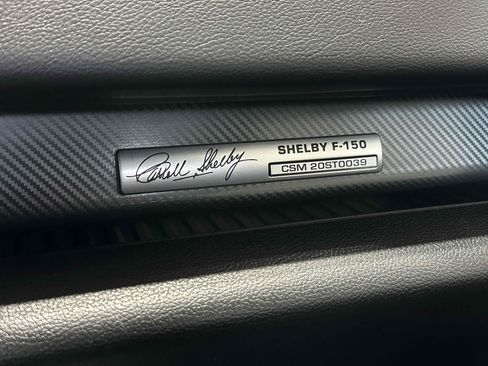 Carroll Shelby
SHELBY F-150
CSM 20ST0039